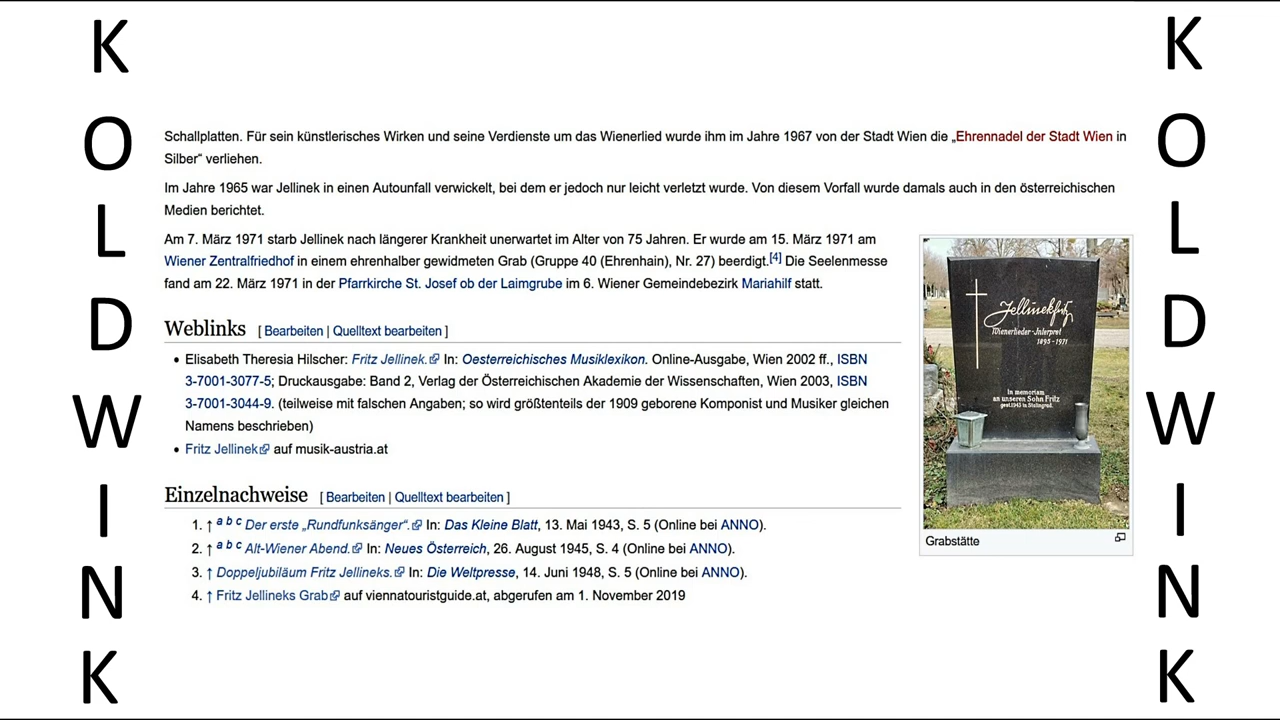 K
O
L
D
W
I
N
K
Schallplatten. Für sein künstlerisches Wirken und seine Verdienste um das Wienerlied wurde ihm im Jahre 1967 von der Stadt Wien die „Ehrennadel der Stadt Wien in
Silber“ verliehen.
Im Jahre 1965 war Jellinek in einen Autounfall verwickelt, bei dem er jedoch nur leicht verletzt wurde. Von diesem Vorfall wurde damals auch in den österreichischen
Medien berichtet.
Am 7. März 1971 starb Jellinek nach längerer Krankheit unerwartet im Alter von 75 Jahren. Er wurde am 15. März 1971 am
Wiener Zentralfriedhof in einem ehrenhalber gewidmeten Grab (Gruppe 40 (Ehrenhain), Nr. 27) beerdigt.[4] Die Seelenmesse
fand am 22. März 1971 in der Pfarrkirche St. Josef ob der Laimgrube im 6. Wiener Gemeindebezirk Mariahilf statt.
Weblinks [ Bearbeiten | Quelltext bearbeiten ]
• Elisabeth Theresia Hilscher: Fritz Jellinek. In: Oesterreichisches Musiklexikon. Online-Ausgabe, Wien 2002 ff., ISBN
3-7001-3077-5; Druckausgabe: Band 2, Verlag der Österreichischen Akademie der Wissenschaften, Wien 2003, ISBN
3-7001-3044-9. (teilweise mit falschen Angaben; so wird größtenteils der 1909 geborene Komponist und Musiker gleichen
Namens beschrieben)
• Fritz Jellinek auf musik-austria.at
Einzelnachweise [ Bearbeiten | Quelltext bearbeiten ]
1. ↑ a b c Der erste „Rundfunksänger“. In: Das Kleine Blatt, 13. Mai 1943, S. 5 (Online bei ANNO).
2. ↑ a b c Alt-Wiener Abend. In: Neues Österreich, 26. August 1945, S. 4 (Online bei ANNO).
3. ↑ Doppeljubiläum Fritz Jellineks. In: Die Weltpresse, 14. Juni 1948, S. 5 (Online bei ANNO).
4. ↑ Fritz Jellineks Grab auf viennatouristguide.at, abgerufen am 1. November 2019
Jellinek fritz
Wienerlieder-Interpret
1895-1971
in memoriam
an unseren Sohn Fritz
gest.1943 in Stalingrad.
Grabstätte
K
O
L
D
W
I
N
K